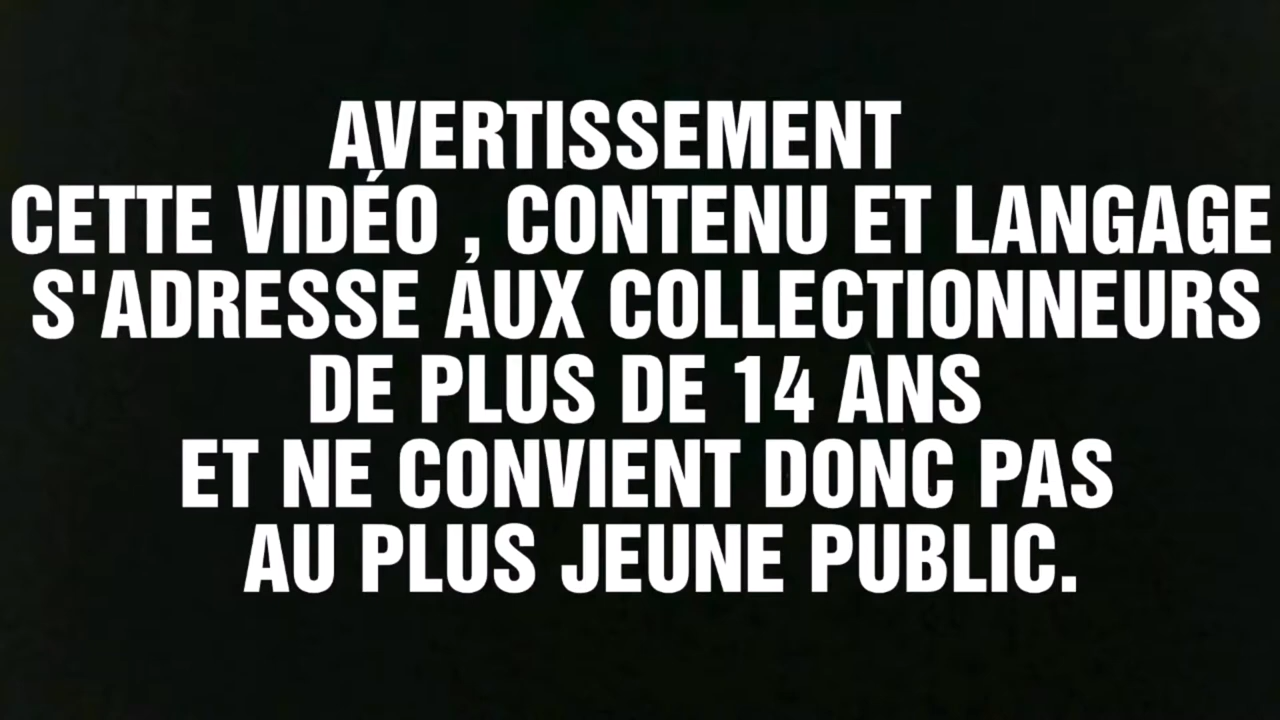 AVERTISSEMENT
CETTE VIDÉO , CONTENU ET LANGAGE
S'ADRESSE AUX COLLECTIONNEURS
DE PLUS DE 14 ANS
ET NE CONVIENT DONC PAS
AU PLUS JEUNE PUBLIC.